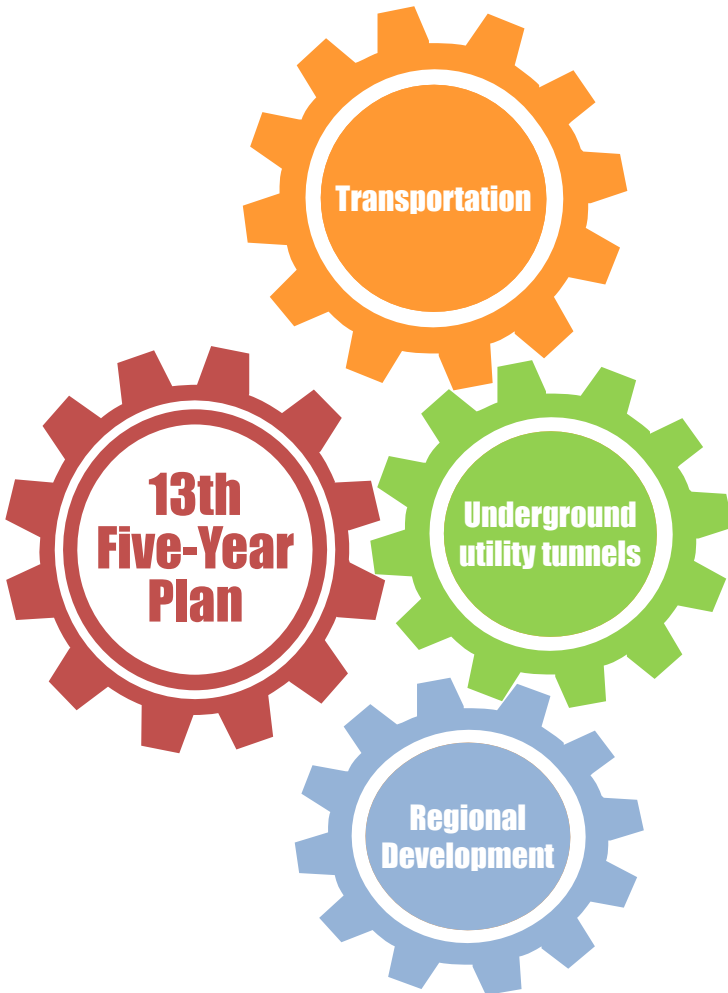 Transportation
13th
Five-Year
Plan
Underground
utility tunnels
Regional
Development